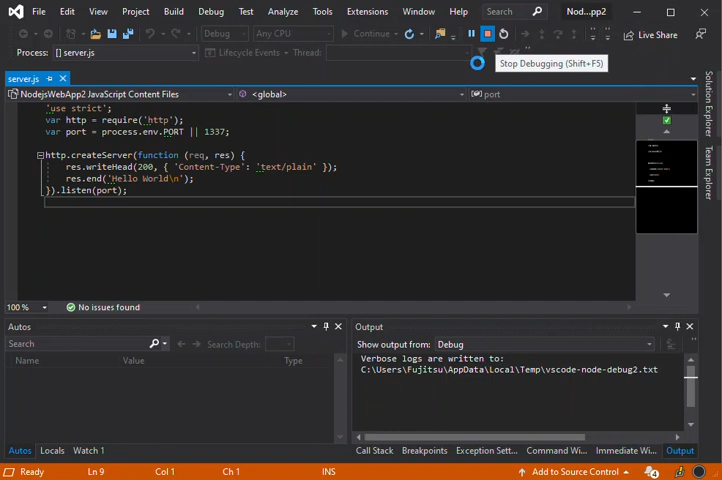 File Edit View Project Build Debug Test Analyze Tools Extensions Window Help Search Nod...pp2
Debug Any CPU Continue Live Share
Process: [] server.js Lifecycle Events Thread:
Stop Debugging (Shift+F5)
server.js
NodejsWebApp2 JavaScript Content Files <global> port
'use strict';
var http = require('http');
var port = process.env.PORT || 1337;
http.createServer(function (req, res) {
res.writeHead(200, { 'Content-Type': 'text/plain' });
res.end('Hello World\n');
}).listen(port);
Solution Explorer
Team Explorer
100 % No issues found
Autos
Search Search Depth:
Name Value Type
Autos Locals Watch 1
Output
Show output from: Debug
Verbose logs are written to:
C:\Users\Fujitsu\AppData\Local\Temp\vscode-node-debug2.txt
Call Stack Breakpoints Exception Sett... Command Wi... Immediate Wi... Output
Ready Ln 9 Col 1 Ch 1 INS Add to Source Control 4